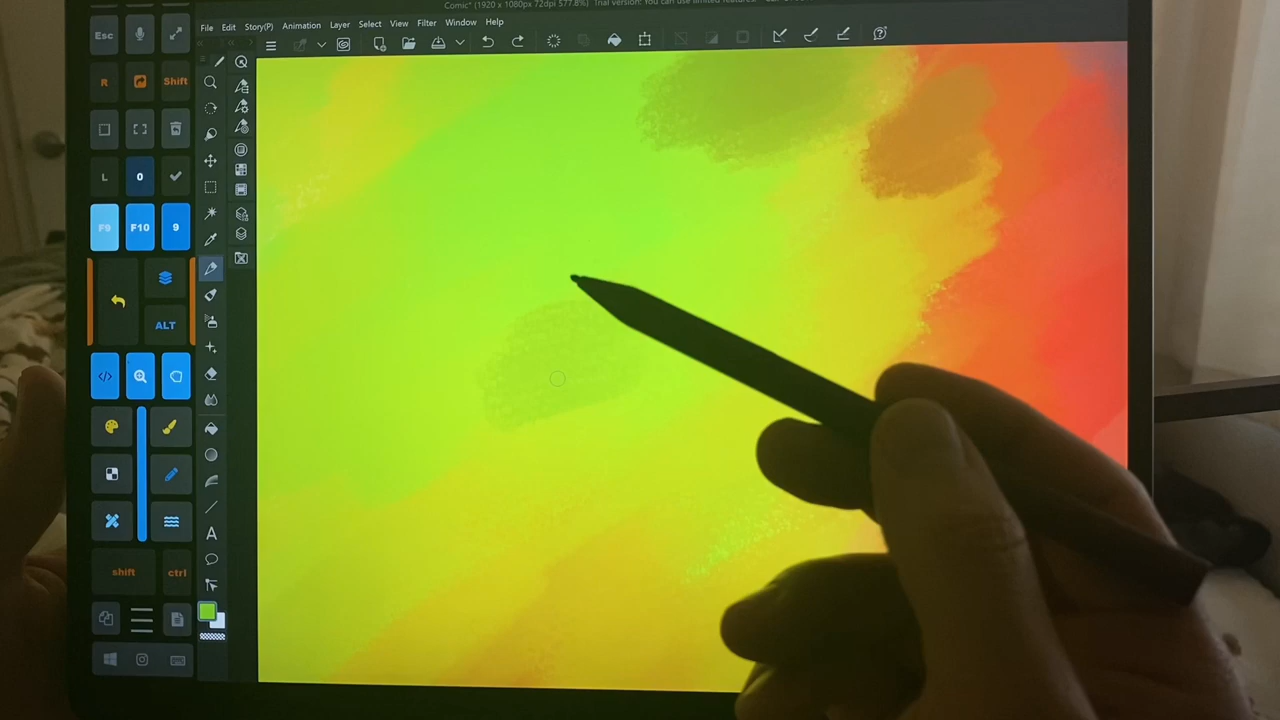 Comic* (1920 x 1080px 72dpi 577.8%) Trial version: You can use limited features.
File Edit Story(P) Animation Layer Select View Filter Window Help
Esc
R Shift
L 0
F9 F10 9
ALT
</>
A
shift ctrl